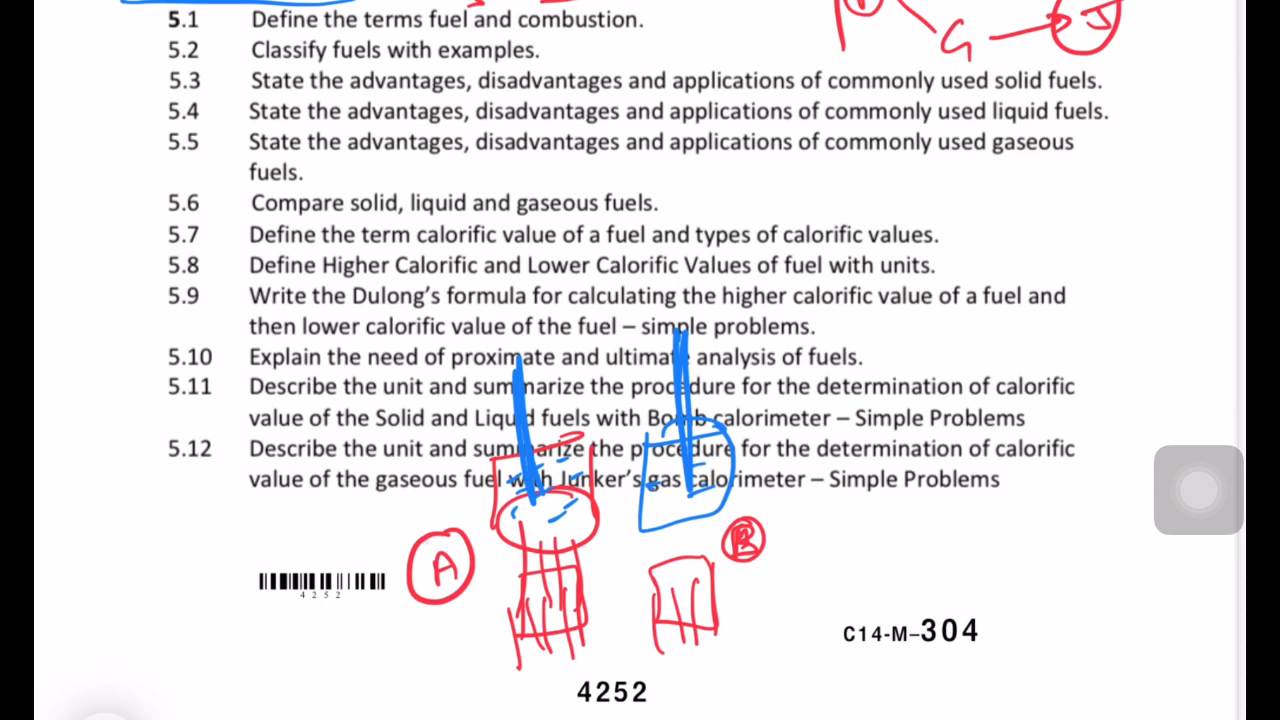 5.1 Define the terms fuel and combustion.
5.2 Classify fuels with examples.
5.3 State the advantages, disadvantages and applications of commonly used solid fuels.
5.4 State the advantages, disadvantages and applications of commonly used liquid fuels.
5.5 State the advantages, disadvantages and applications of commonly used gaseous
fuels.
5.6 Compare solid, liquid and gaseous fuels.
5.7 Define the term calorific value of a fuel and types of calorific values.
5.8 Define Higher Calorific and Lower Calorific Values of fuel with units.
5.9 Write the Dulong's formula for calculating the higher calorific value of a fuel and
then lower calorific value of the fuel – simple problems.
5.10 Explain the need of proximate and ultimate analysis of fuels.
5.11 Describe the unit and summarize the procedure for the determination of calorific
value of the Solid and Liquid fuels with Bomb calorimeter – Simple Problems
5.12 Describe the unit and summarize the procedure for the determination of calorific
value of the gaseous fuel with Junker's gas calorimeter – Simple Problems
A
4252
C14-M-304
4252